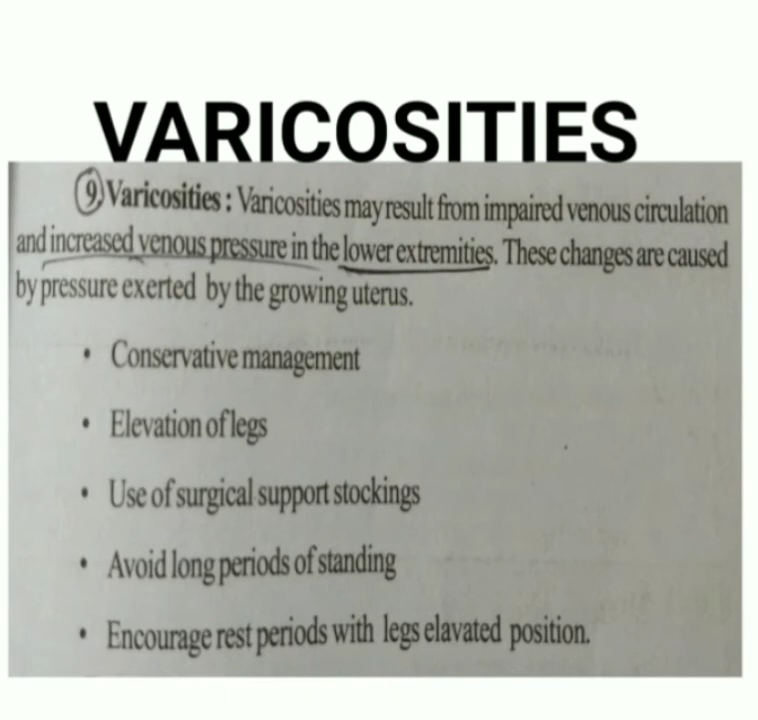 VARICOSITIES
9 Varicosities : Varicosities may result from impaired venous circulation
and increased venous pressure in the lower extremities. These changes are caused
by pressure exerted by the growing uterus.
• Conservative management
• Elevation of legs
• Use of surgical support stockings
• Avoid long periods of standing
• Encourage rest periods with legs elavated position.